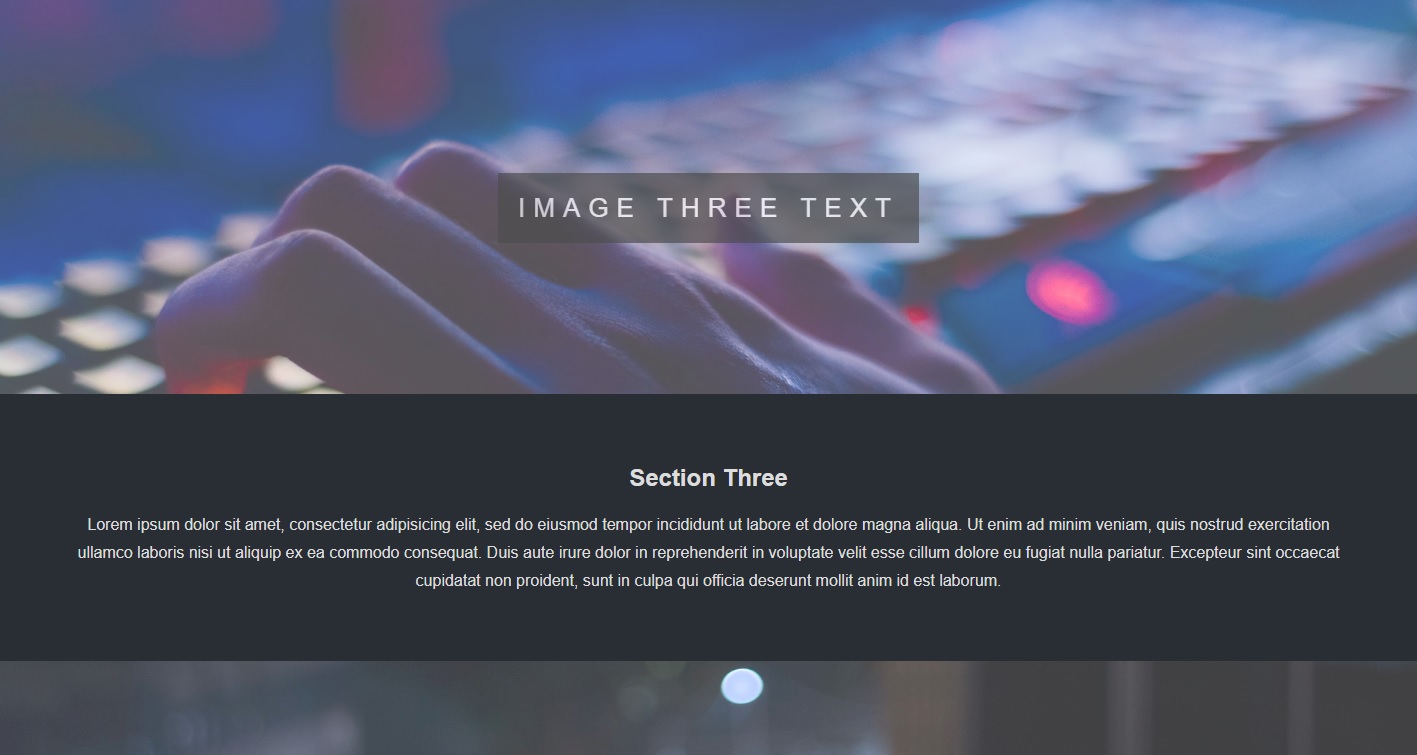 IMAGE THREE TEXT
Section Three
Lorem ipsum dolor sit amet, consectetur adipisicing elit, sed do eiusmod tempor incididunt ut labore et dolore magna aliqua. Ut enim ad minim veniam, quis nostrud exercitation
ullamco laboris nisi ut aliquip ex ea commodo consequat. Duis aute irure dolor in reprehenderit in voluptate velit esse cillum dolore eu fugiat nulla pariatur. Excepteur sint occaecat
cupidatat non proident, sunt in culpa qui officia deserunt mollit anim id est laborum.